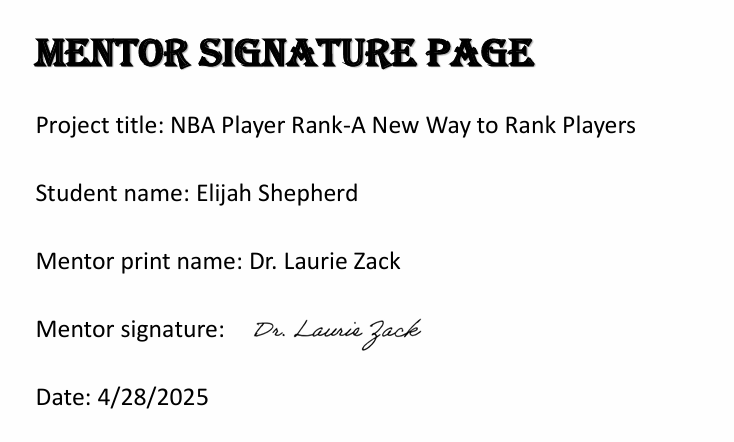 MENTOR SIGNATURE PAGE
Project title: NBA Player Rank-A New Way to Rank Players
Student name: Elijah Shepherd
Mentor print name: Dr. Laurie Zack
Mentor signature: Dr. Laurie Zack
Date: 4/28/2025